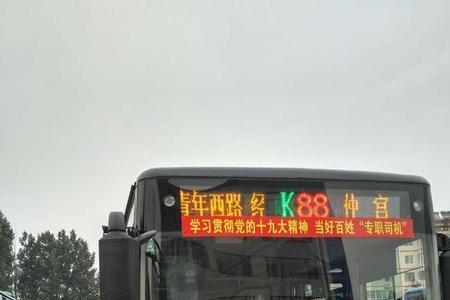 青年西路 经 K88 仲 官
学习贯彻党的十九大精神 当好百姓“专职司机”